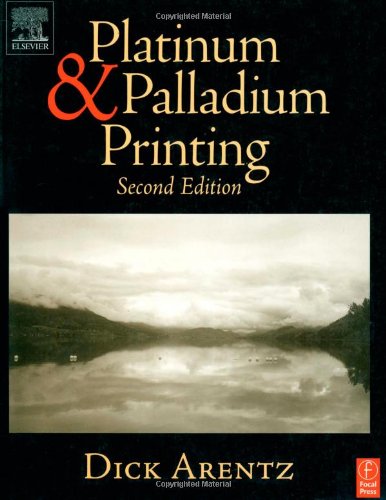 ELSEVIER
Platinum
& Palladium
Printing
Second Edition
DICK ARENTZ
Focal
Press